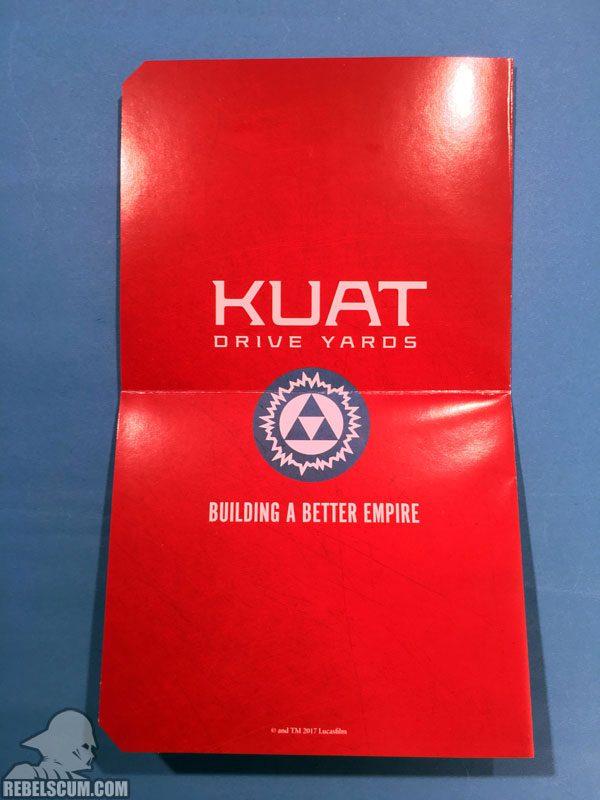 KUAT
DRIVE YARDS
BUILDING A BETTER EMPIRE
© and TM 2017 Lucasfilm
REBELSCUM.COM